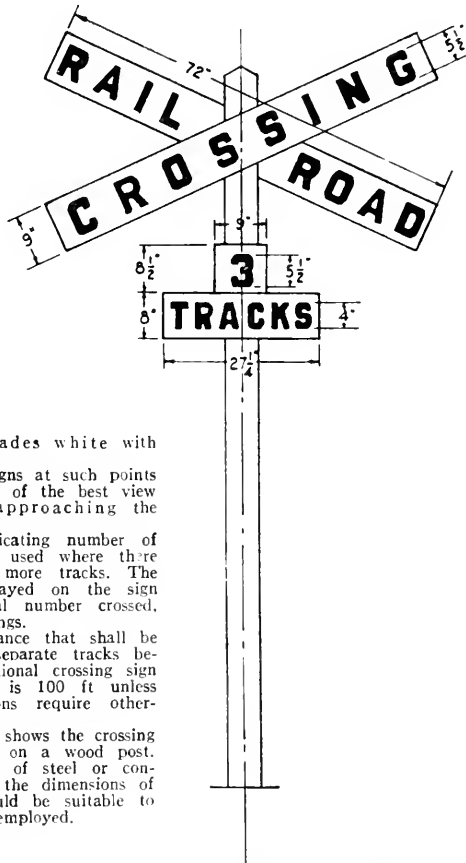 RAIL ROAD
CROSSING
72"
5½"
9"
9"
8½"
3
5½"
8"
TRACKS
4"
27¼"
ades white with
gns at such points
of the best view
approaching the
icating number of
used where there
more tracks. The
ayed on the sign
l number crossed,
ngs.
ance that shall be
separate tracks be-
ional crossing sign
is 100 ft unless
ons require other-
shows the crossing
on a wood post.
of steel or con-
the dimensions of
uld be suitable to
employed.